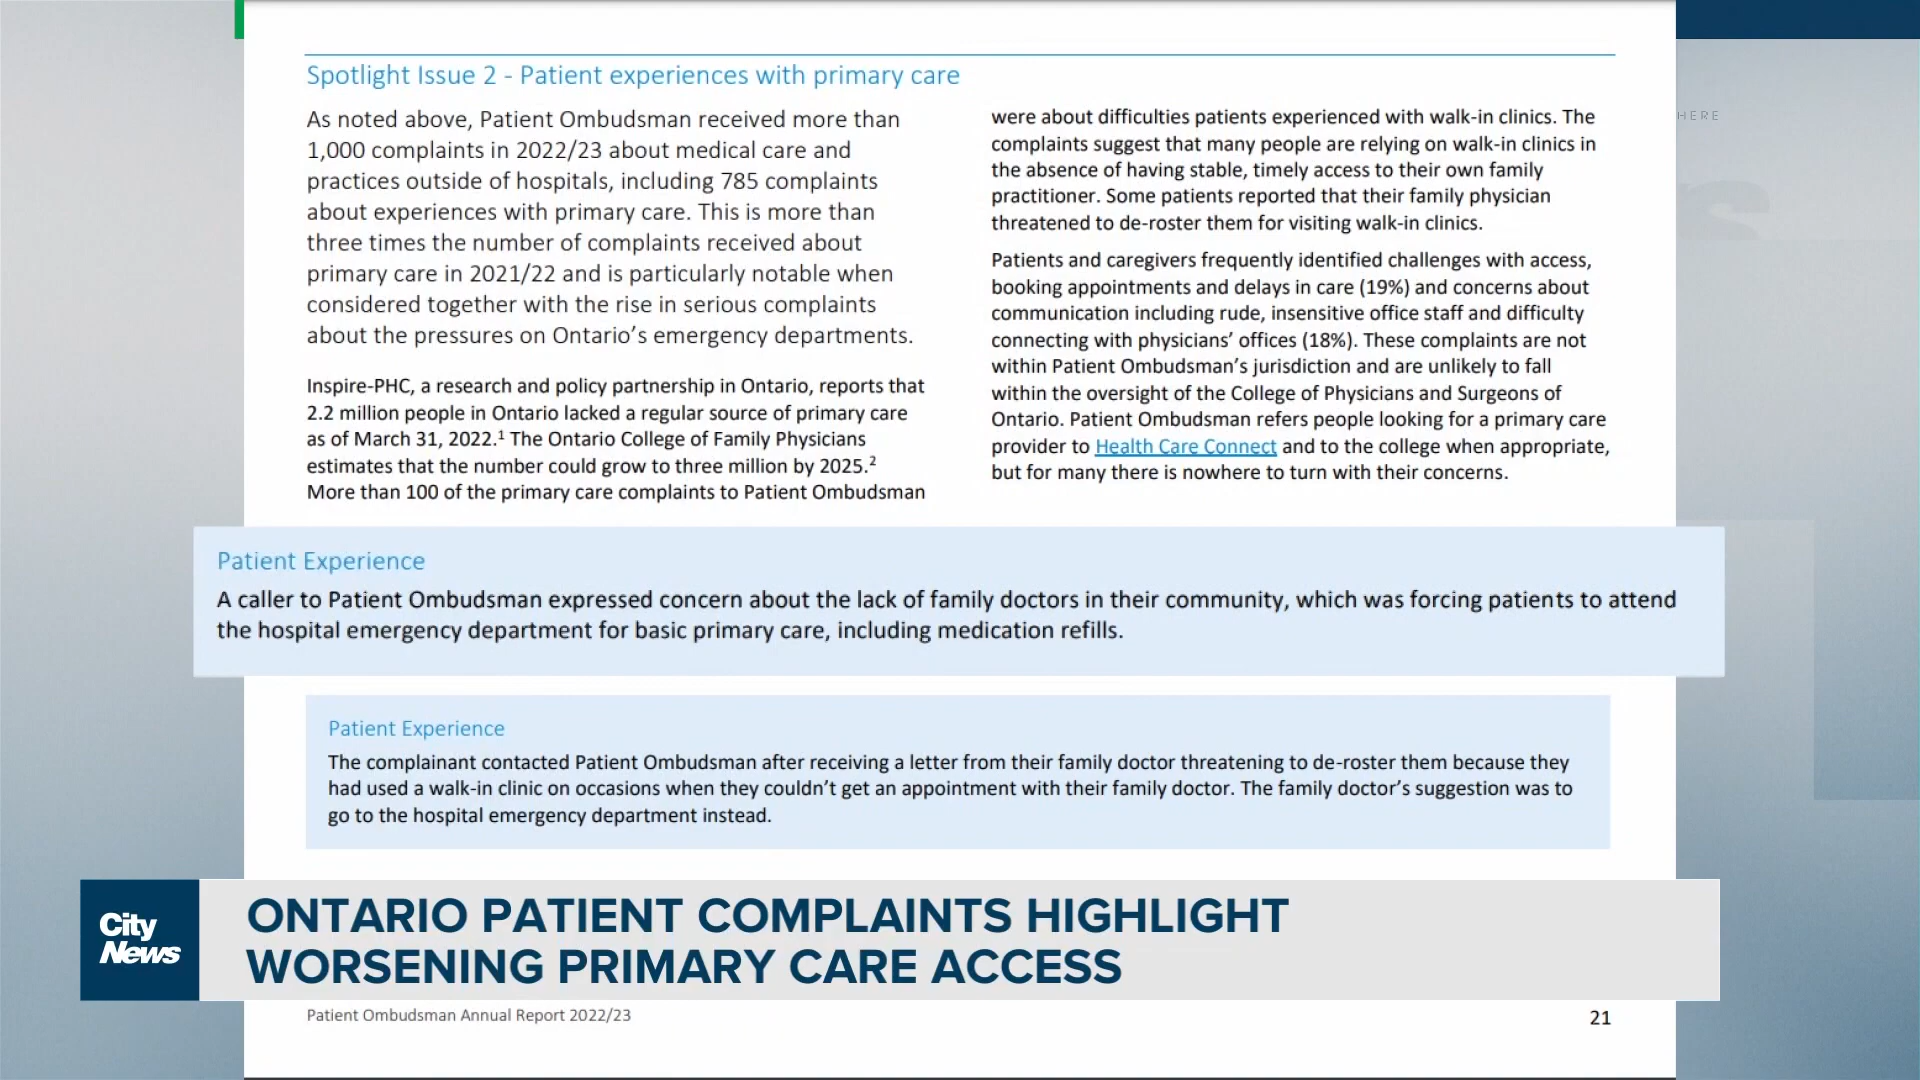 Spotlight Issue 2 - Patient experiences with primary care
As noted above, Patient Ombudsman received more than
1,000 complaints in 2022/23 about medical care and
practices outside of hospitals, including 785 complaints
about experiences with primary care. This is more than
three times the number of complaints received about
primary care in 2021/22 and is particularly notable when
considered together with the rise in serious complaints
about the pressures on Ontario’s emergency departments.
Inspire-PHC, a research and policy partnership in Ontario, reports that
2.2 million people in Ontario lacked a regular source of primary care
as of March 31, 2022.¹ The Ontario College of Family Physicians
estimates that the number could grow to three million by 2025.²
More than 100 of the primary care complaints to Patient Ombudsman
were about difficulties patients experienced with walk-in clinics. The
complaints suggest that many people are relying on walk-in clinics in
the absence of having stable, timely access to their own family
practitioner. Some patients reported that their family physician
threatened to de-roster them for visiting walk-in clinics.
Patients and caregivers frequently identified challenges with access,
booking appointments and delays in care (19%) and concerns about
communication including rude, insensitive office staff and difficulty
connecting with physicians’ offices (18%). These complaints are not
within Patient Ombudsman’s jurisdiction and are unlikely to fall
within the oversight of the College of Physicians and Surgeons of
Ontario. Patient Ombudsman refers people looking for a primary care
provider to Health Care Connect and to the college when appropriate,
but for many there is nowhere to turn with their concerns.
HERE
Patient Experience
A caller to Patient Ombudsman expressed concern about the lack of family doctors in their community, which was forcing patients to attend
the hospital emergency department for basic primary care, including medication refills.
Patient Experience
The complainant contacted Patient Ombudsman after receiving a letter from their family doctor threatening to de-roster them because they
had used a walk-in clinic on occasions when they couldn’t get an appointment with their family doctor. The family doctor’s suggestion was to
go to the hospital emergency department instead.
City
News
ONTARIO PATIENT COMPLAINTS HIGHLIGHT
WORSENING PRIMARY CARE ACCESS
Patient Ombudsman Annual Report 2022/23
21